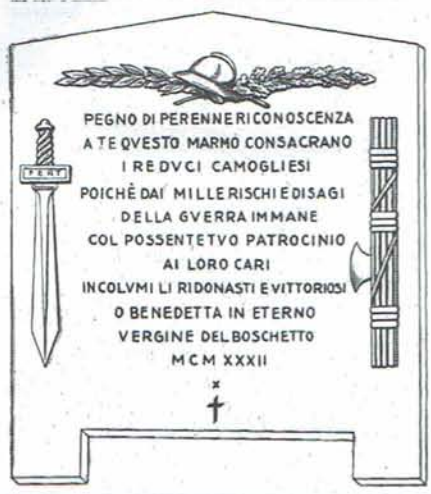 PEGNO DI PERENNE RICONOSCENZA
A TE QVESTO MARMO CONSACRANO
I REDVCI CAMOGLIESI
POICHÈ DAI MILLE RISCHI E DISAGI
DELLA GVERRA IMMANE
COL POSSENTE TVO PATROCINIO
AI LORO CARI
INCOLVMI LI RIDONASTI E VITTORIOSI
O BENEDETTA IN ETERNO
VERGINE DEL BOSCHETTO
MCM XXXII
x
FERT